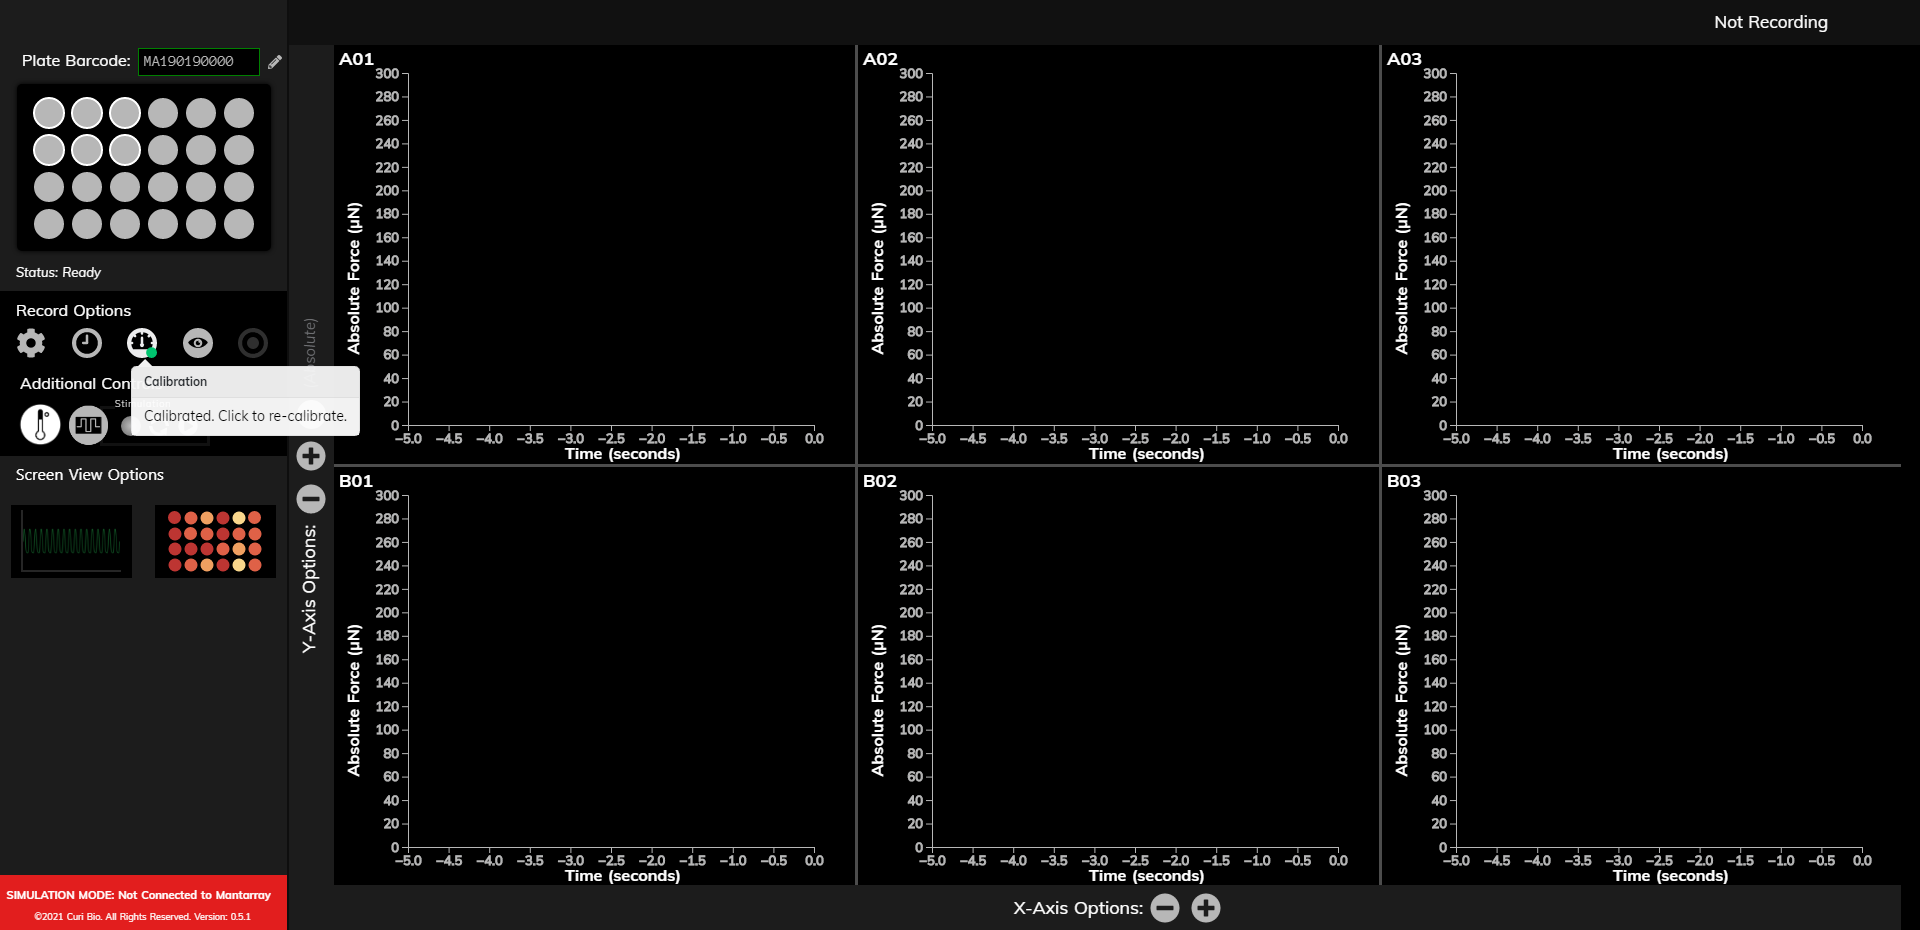 Not Recording
Plate Barcode: MA190190000
Status: Ready
Record Options
Additional Cont
Calibration
Calibrated. Click to re-calibrate.
Screen View Options
SIMULATION MODE: Not Connected to Mantarray
©2021 Curi Bio. All Rights Reserved. Version: 0.5.1
Y-Axis Options:
A01
300
280
260
240
220
200
180
160
140
120
100
80
60
40
20
0
Absolute Force (µN)
−5.0 −4.5 −4.0 −3.5 −3.0 −2.5 −2.0 −1.5 −1.0 −0.5 0.0
Time (seconds)
A02
300
280
260
240
220
200
180
160
140
120
100
80
60
40
20
0
Absolute Force (µN)
−5.0 −4.5 −4.0 −3.5 −3.0 −2.5 −2.0 −1.5 −1.0 −0.5 0.0
Time (seconds)
A03
300
280
260
240
220
200
180
160
140
120
100
80
60
40
20
0
Absolute Force (µN)
−5.0 −4.5 −4.0 −3.5 −3.0 −2.5 −2.0 −1.5 −1.0 −0.5 0.0
Time (seconds)
B01
300
280
260
240
220
200
180
160
140
120
100
80
60
40
20
0
Absolute Force (µN)
−5.0 −4.5 −4.0 −3.5 −3.0 −2.5 −2.0 −1.5 −1.0 −0.5 0.0
Time (seconds)
B02
300
280
260
240
220
200
180
160
140
120
100
80
60
40
20
0
Absolute Force (µN)
−5.0 −4.5 −4.0 −3.5 −3.0 −2.5 −2.0 −1.5 −1.0 −0.5 0.0
Time (seconds)
B03
300
280
260
240
220
200
180
160
140
120
100
80
60
40
20
0
Absolute Force (µN)
−5.0 −4.5 −4.0 −3.5 −3.0 −2.5 −2.0 −1.5 −1.0 −0.5 0.0
Time (seconds)
X-Axis Options: